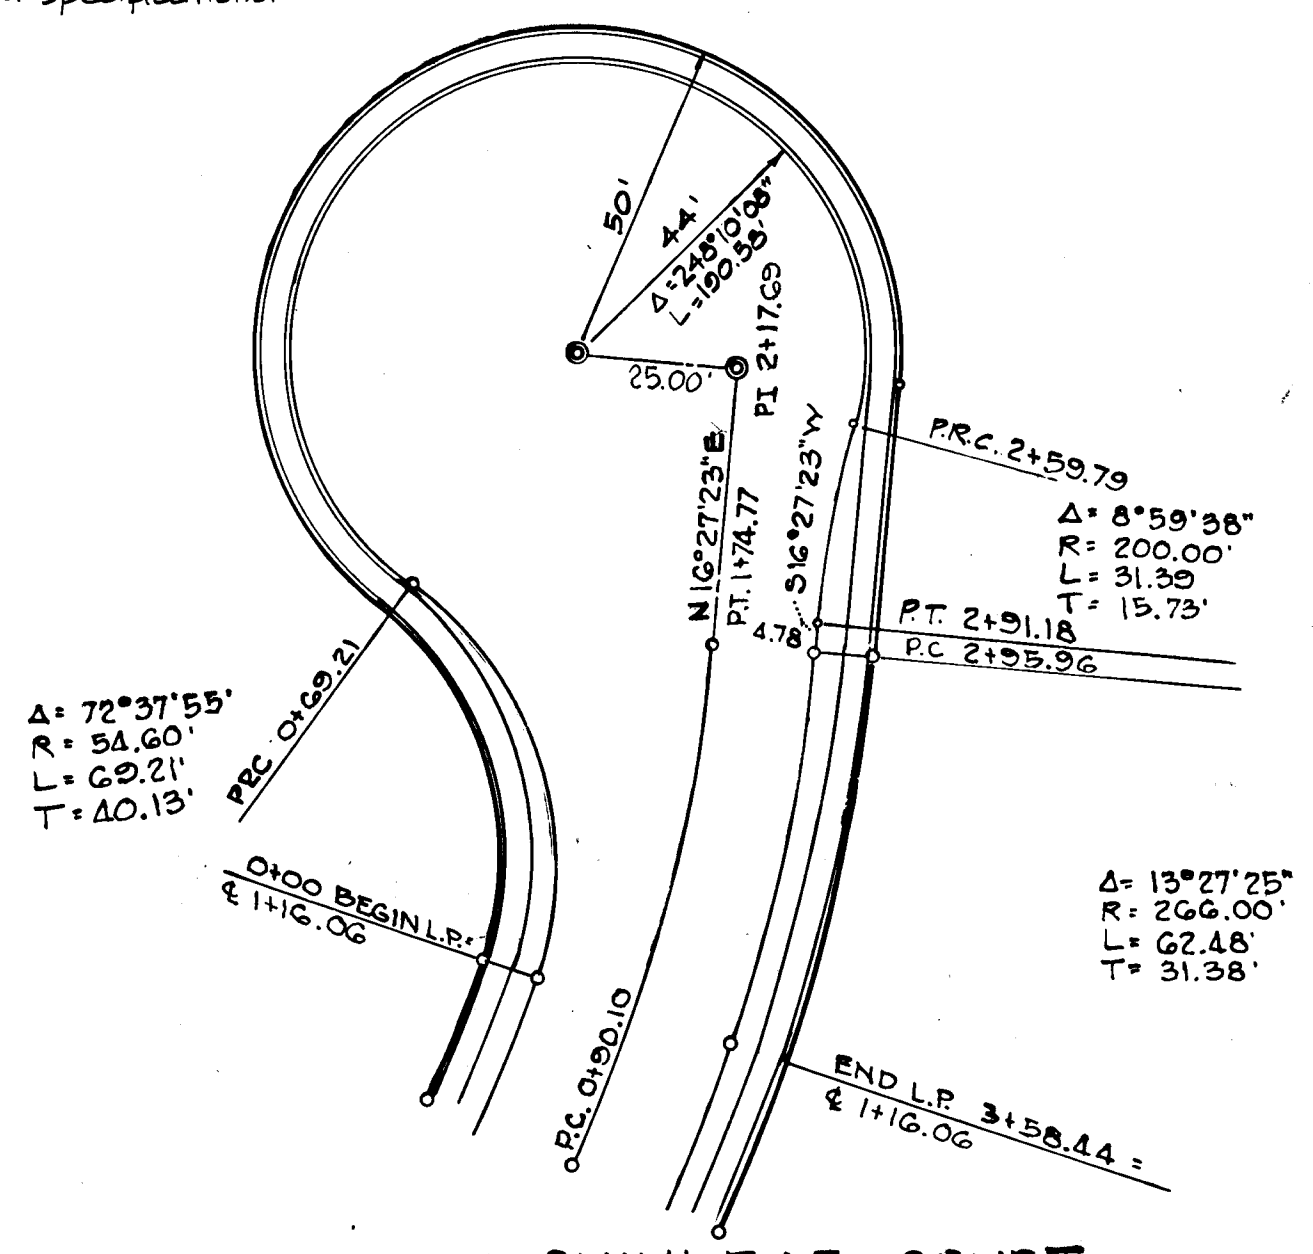 specifications.
50'
44'
Δ=248°10'08"
L=190.58'
25.00'
PI 2+17.69
N 16°27'23"E
P.T. 1+74.77
S16°27'23"W
P.R.C. 2+59.79
Δ= 8°59'38"
R= 200.00'
L= 31.39
T= 15.73'
4.78
P.T. 2+91.18
P.C 2+95.96
PRC 0+69.21
Δ= 72°37'55'
R= 54.60'
L= 69.21'
T= 40.13'
0+00 BEGIN L.P.=
℄ 1+16.06
P.C. 0+90.10
Δ= 13°27'25"
R= 266.00'
L= 62.48'
T= 31.38'
END L.P. 3+58.44 =
℄ 1+16.06